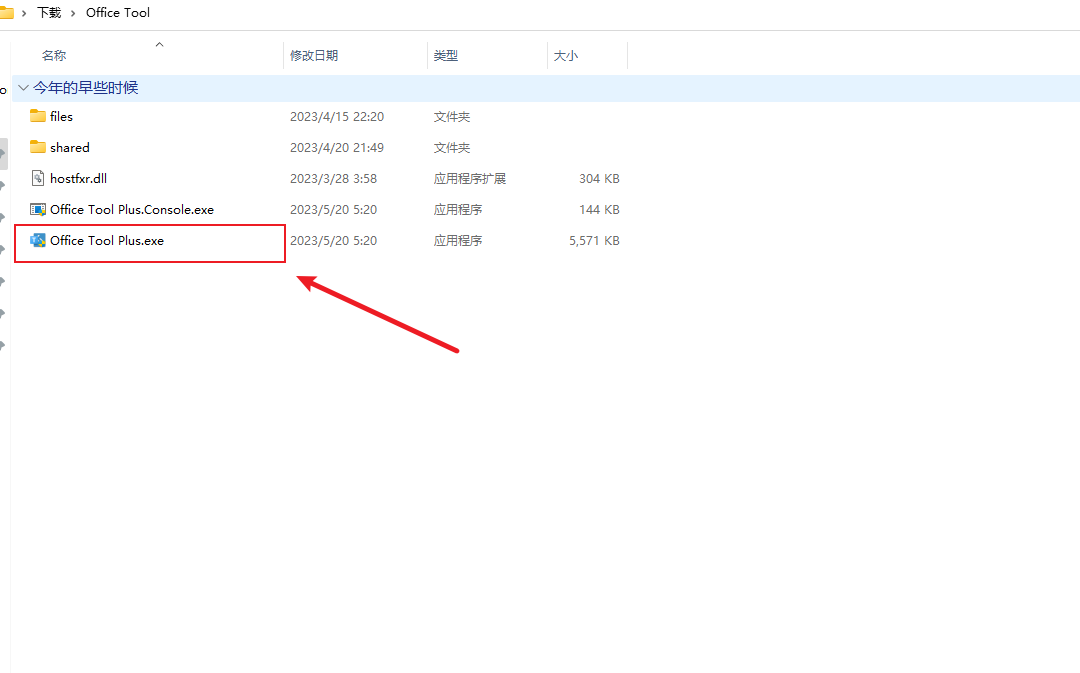 下载 Office Tool
名称 修改日期 类型 大小
今年的早些时候
files 2023/4/15 22:20 文件夹
shared 2023/4/20 21:49 文件夹
hostfxr.dll 2023/3/28 3:58 应用程序扩展 304 KB
Office Tool Plus.Console.exe 2023/5/20 5:20 应用程序 144 KB
Office Tool Plus.exe 2023/5/20 5:20 应用程序 5,571 KB